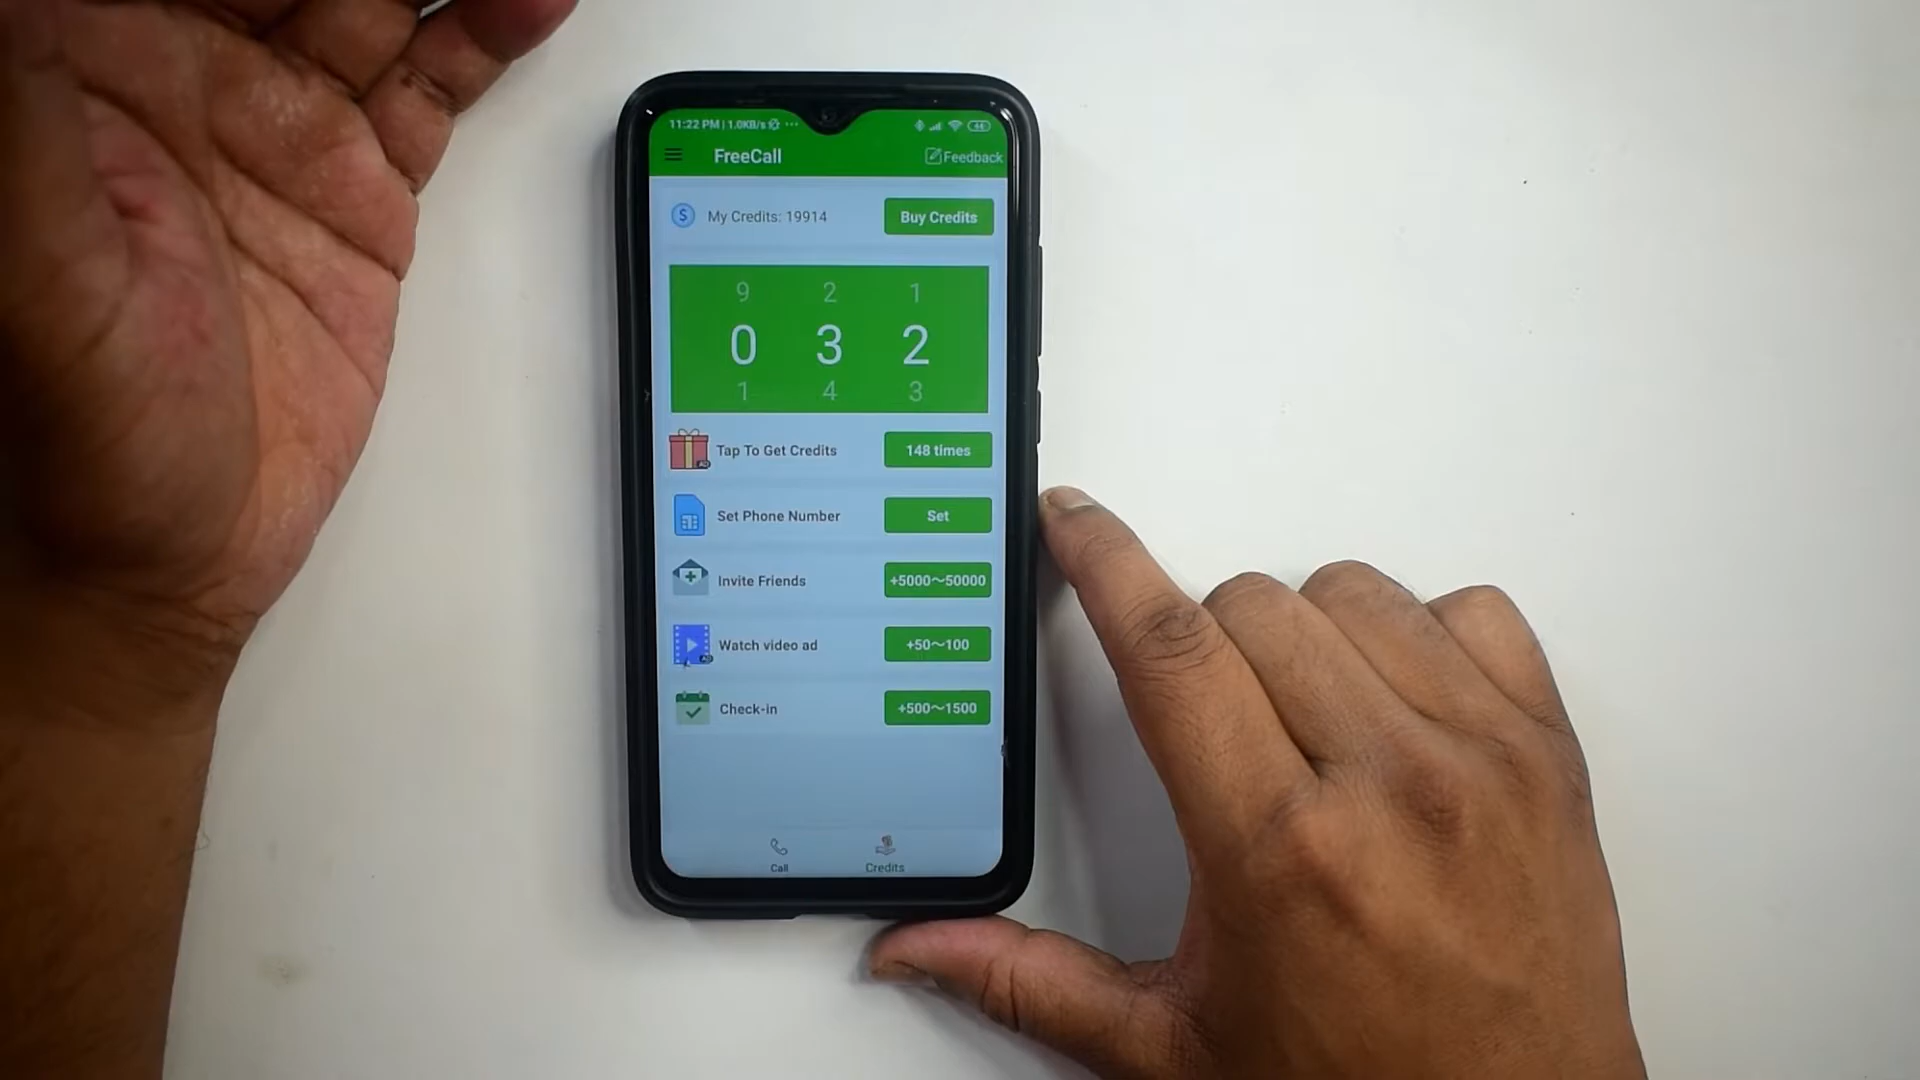 11:22 PM | 1.0KB/s ...
FreeCall
Feedback
My Credits: 19914
Buy Credits
9 2 1
0 3 2
1 4 3
Tap To Get Credits 148 times
Set Phone Number Set
Invite Friends +5000~50000
Watch video ad +50~100
Check-in +500~1500
Call Credits